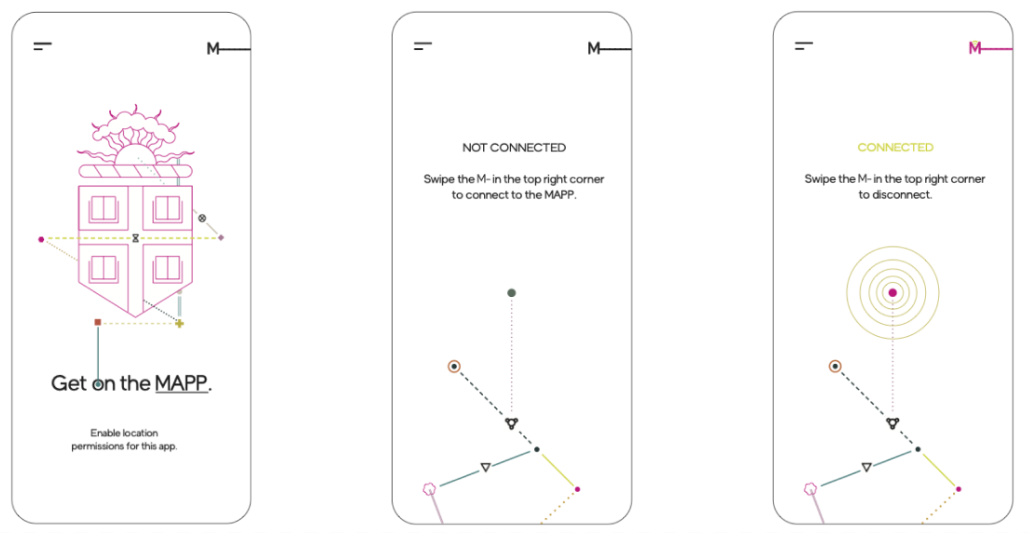 M
Get on the MAPP.
Enable location
permissions for this app.
M
NOT CONNECTED
Swipe the M- in the top right corner
to connect to the MAPP.
M
CONNECTED
Swipe the M- in the top right corner
to disconnect.